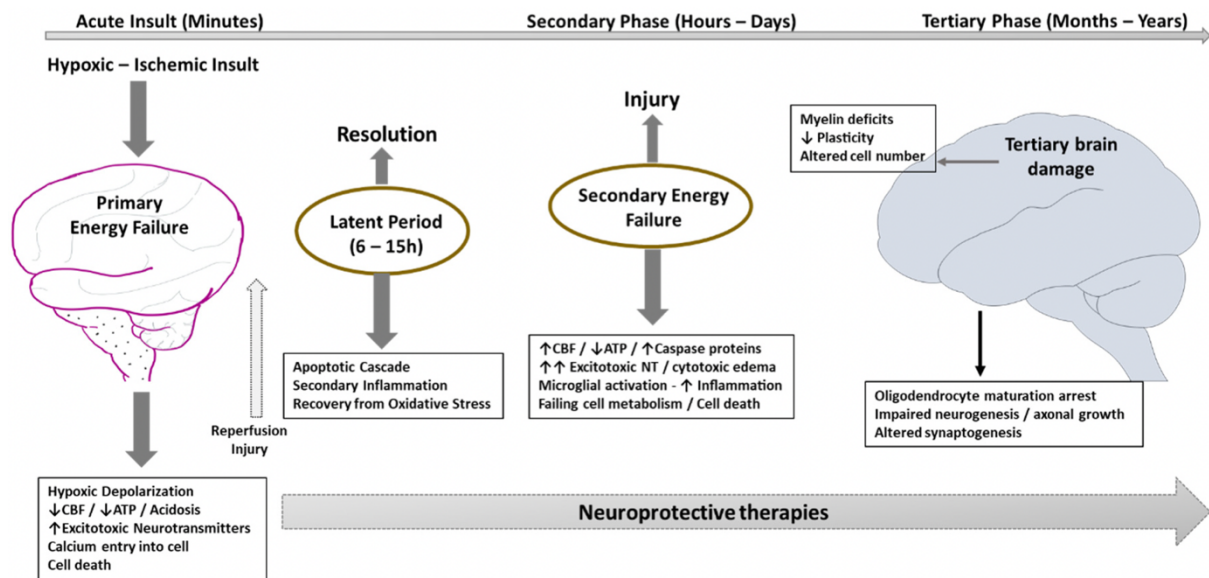 Acute Insult (Minutes)
Secondary Phase (Hours – Days)
Tertiary Phase (Months – Years)
Hypoxic – Ischemic Insult
Primary
Energy Failure
Hypoxic Depolarization
↓CBF / ↓ATP / Acidosis
↑Excitotoxic Neurotransmitters
Calcium entry into cell
Cell death
Reperfusion
Injury
Resolution
Latent Period
(6 – 15h)
Apoptotic Cascade
Secondary Inflammation
Recovery from Oxidative Stress
Injury
Secondary Energy
Failure
↑CBF / ↓ATP / ↑Caspase proteins
↑↑ Excitotoxic NT / cytotoxic edema
Microglial activation - ↑ Inflammation
Failing cell metabolism / Cell death
Myelin deficits
↓ Plasticity
Altered cell number
Tertiary brain
damage
Oligodendrocyte maturation arrest
Impaired neurogenesis / axonal growth
Altered synaptogenesis
Neuroprotective therapies